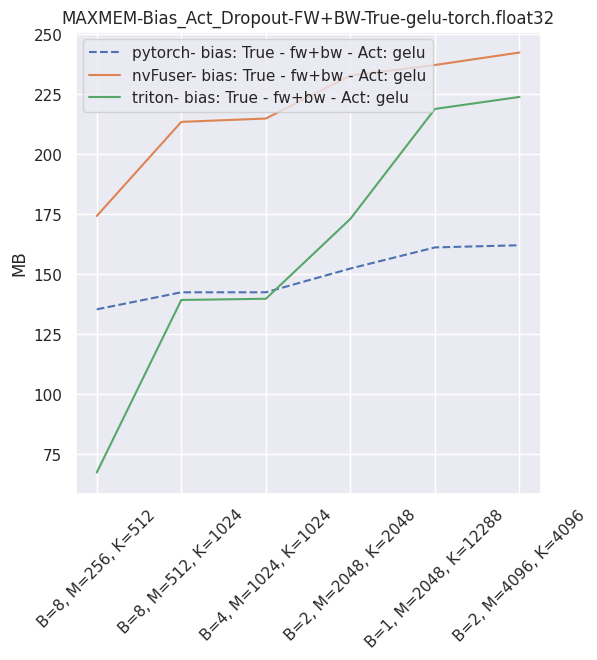 MAXMEM-Bias_Act_Dropout-FW+BW-True-gelu-torch.float32
250
225
200
175
150
125
100
75
MB
pytorch- bias: True - fw+bw - Act: gelu
nvFuser- bias: True - fw+bw - Act: gelu
triton- bias: True - fw+bw - Act: gelu
B=8, M=256, K=512
B=8, M=512, K=1024
B=4, M=1024, K=1024
B=2, M=2048, K=2048
B=1, M=2048, K=12288
B=2, M=4096, K=4096